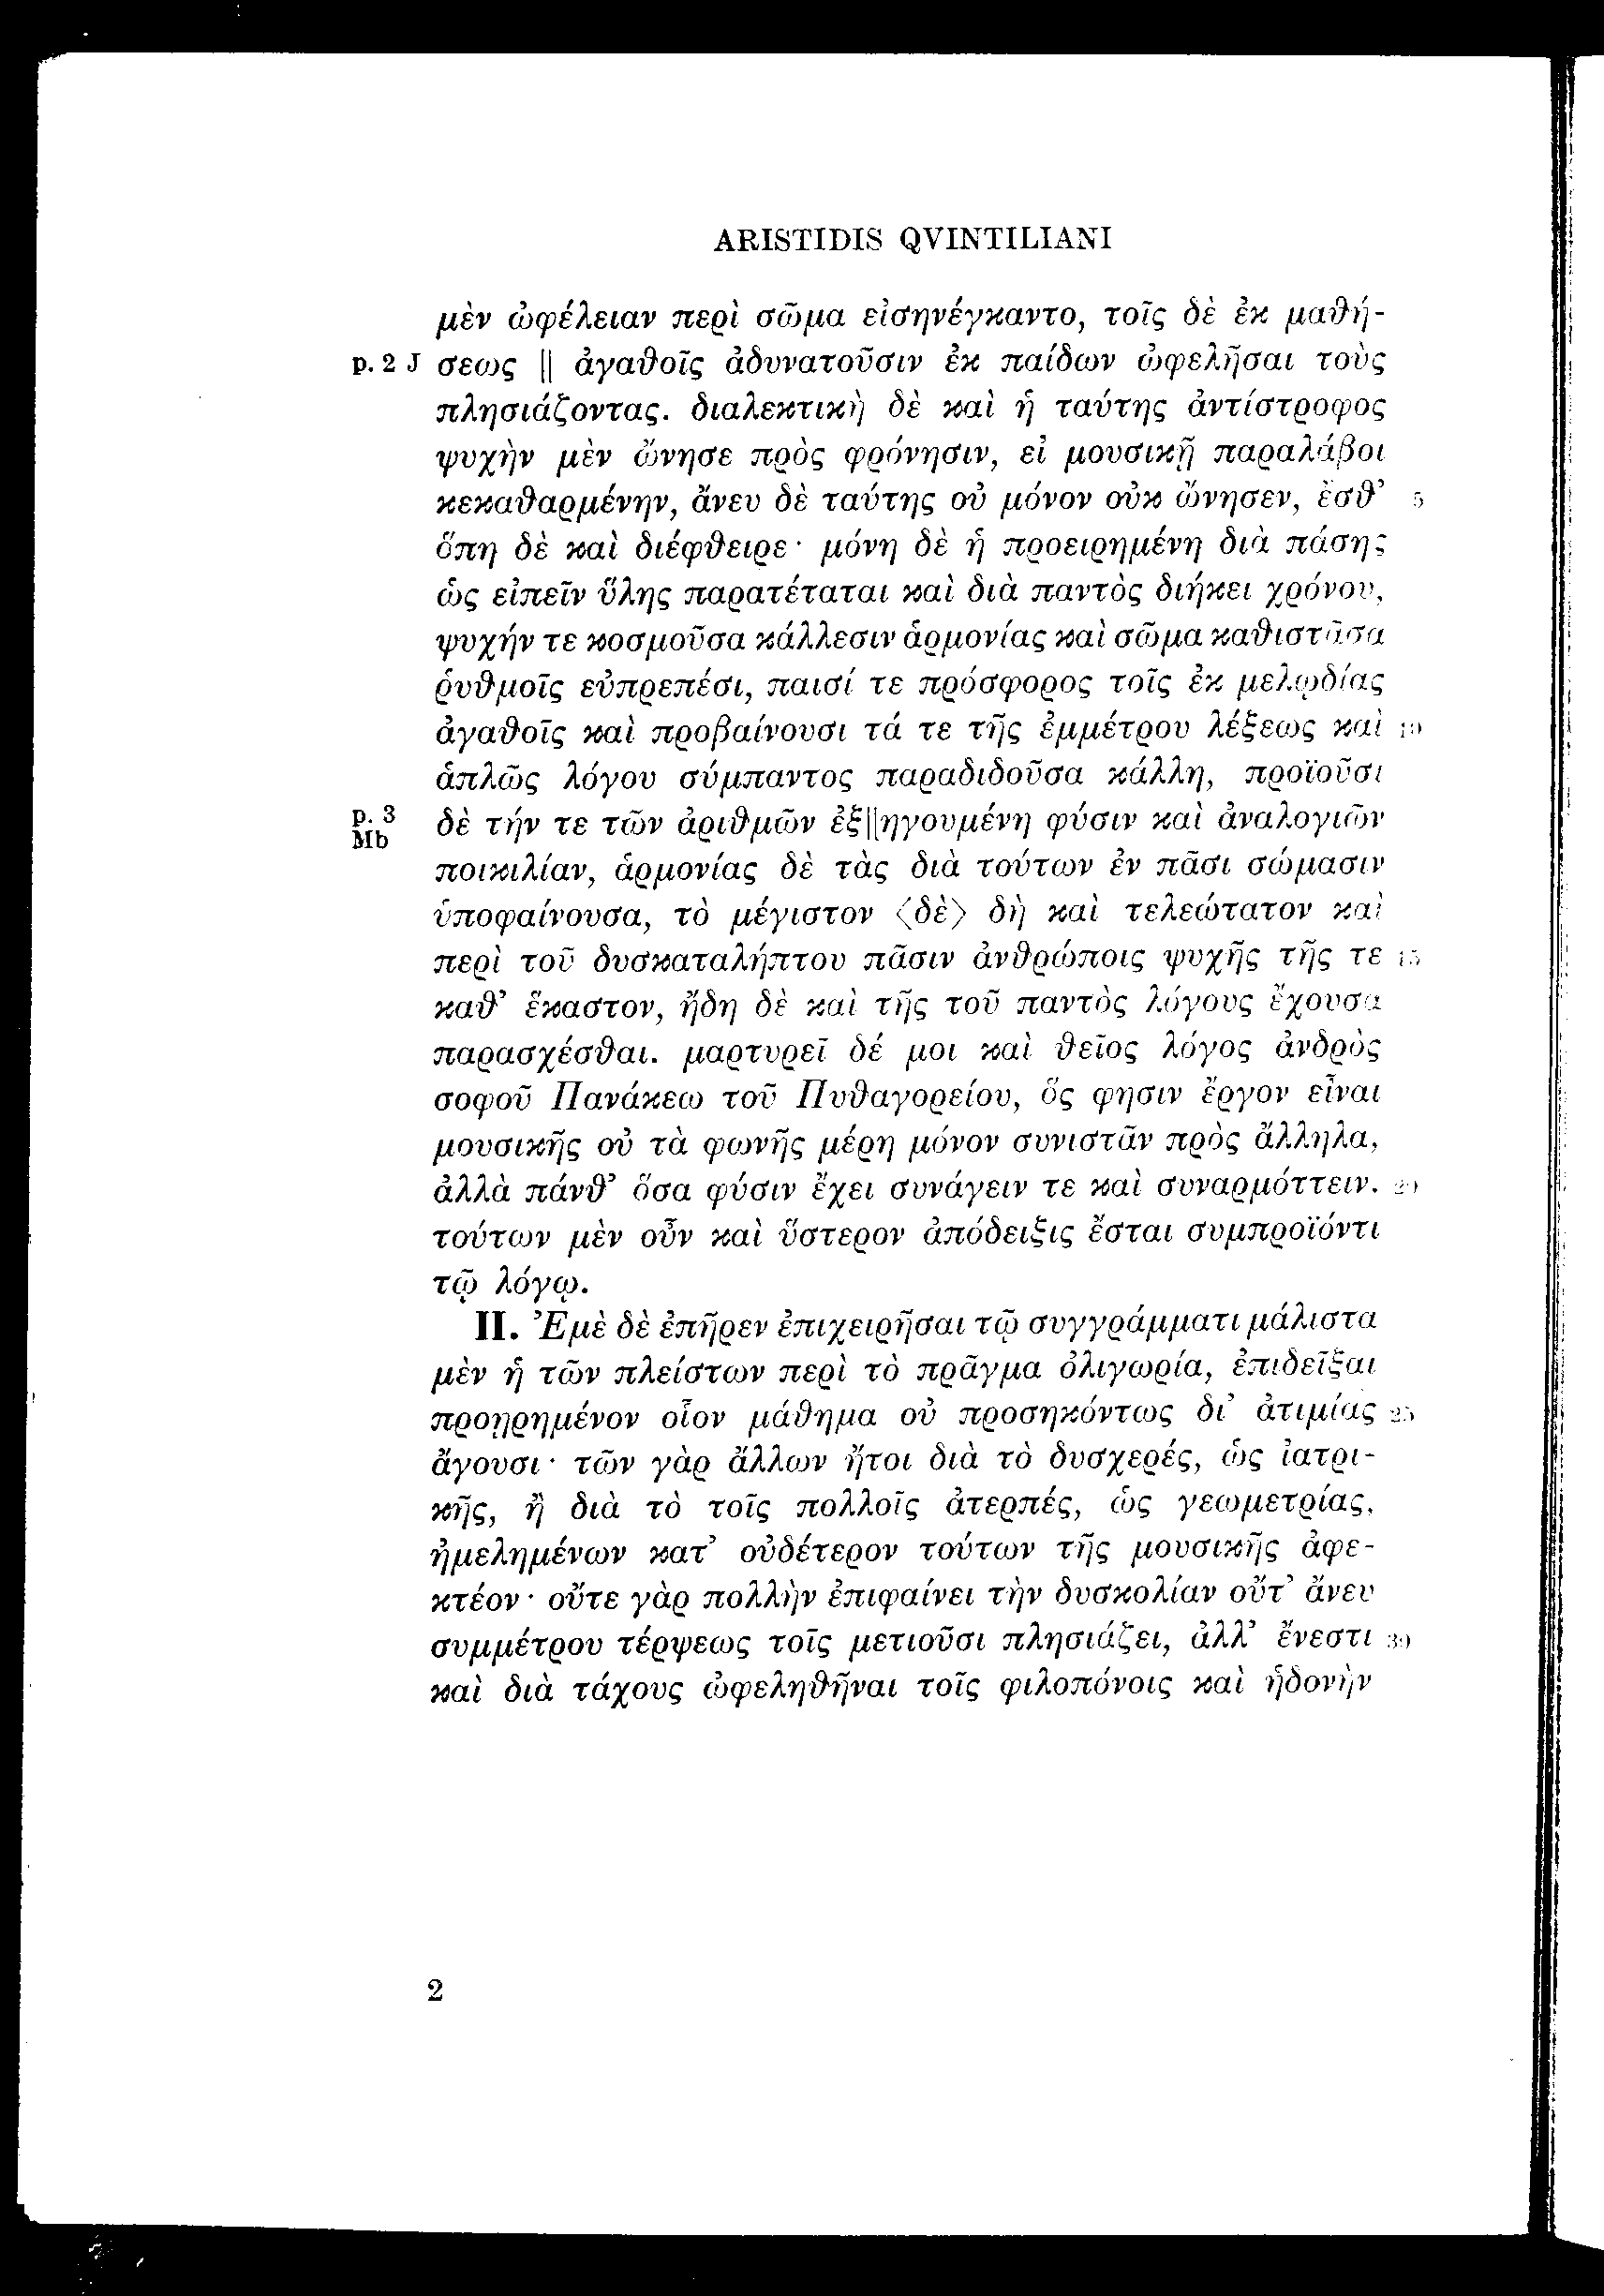 ARISTIDIS QVINTILIANI
μὲν ὠφέλειαν περὶ σῶμα εἰσηνέγκαντο, τοῖς δὲ ἐκ μαθή-
p. 2 J σεως || ἀγαθοῖς ἀδυνατοῦσιν ἐκ παίδων ὠφελῆσαι τοὺς
πλησιάζοντας. διαλεκτικὴ δὲ καὶ ἡ ταύτης ἀντίστροφος
ψυχὴν μὲν ὤνησε πρὸς φρόνησιν, εἰ μουσικῇ παραλάβοι
κεκαθαρμένην, ἄνευ δὲ ταύτης οὐ μόνον οὐκ ὤνησεν, ἔσθ’ 5
ὅπη δὲ καὶ διέφθειρε· μόνη δὲ ἡ προειρημένη διὰ πάσης
ὡς εἰπεῖν ὕλης παρατέταται καὶ διὰ παντὸς διήκει χρόνου,
ψυχήν τε κοσμοῦσα κάλλεσιν ἁρμονίας καὶ σῶμα καθιστᾶσα
ῥυθμοῖς εὐπρεπέσι, παισί τε πρόσφορος τοῖς ἐκ μελῳδίας
ἀγαθοῖς καὶ προβαίνουσι τά τε τῆς ἐμμέτρου λέξεως καὶ 10
ἁπλῶς λόγου σύμπαντος παραδιδοῦσα κάλλη, προϊοῦσι
p. 3 Mb δὲ τήν τε τῶν ἀριθμῶν ἐξ||ηγουμένη φύσιν καὶ ἀναλογιῶν
ποικιλίαν, ἁρμονίας δὲ τὰς διὰ τούτων ἐν πᾶσι σώμασιν
ὑποφαίνουσα, τὸ μέγιστον ⟨δὲ⟩ δὴ καὶ τελεώτατον καὶ
περὶ τοῦ δυσκαταλήπτου πᾶσιν ἀνθρώποις ψυχῆς τῆς τε 15
καθ’ ἕκαστον, ἤδη δὲ καὶ τῆς τοῦ παντὸς λόγους ἔχουσα
παρασχέσθαι. μαρτυρεῖ δέ μοι καὶ θεῖος λόγος ἀνδρὸς
σοφοῦ Πανάκεω τοῦ Πυθαγορείου, ὅς φησιν ἔργον εἶναι
μουσικῆς οὐ τὰ φωνῆς μέρη μόνον συνιστᾶν πρὸς ἄλληλα,
ἀλλὰ πάνθ’ ὅσα φύσιν ἔχει συνάγειν τε καὶ συναρμόττειν. 20
τούτων μὲν οὖν καὶ ὕστερον ἀπόδειξις ἔσται συμπροϊόντι
τῷ λόγῳ.
II. Ἐμὲ δὲ ἐπῆρεν ἐπιχειρῆσαι τῷ συγγράμματι μάλιστα
μὲν ἡ τῶν πλείστων περὶ τὸ πρᾶγμα ὀλιγωρία, ἐπιδεῖξαι
προῃρημένον οἷον μάθημα οὐ προσηκόντως δι’ ἀτιμίας 25
ἄγουσι· τῶν γὰρ ἄλλων ἤτοι διὰ τὸ δυσχερές, ὡς ἰατρι-
κῆς, ἢ διὰ τὸ τοῖς πολλοῖς ἀτερπές, ὡς γεωμετρίας,
ἠμελημένων κατ’ οὐδέτερον τούτων τῆς μουσικῆς ἀφε-
κτέον· οὔτε γὰρ πολλὴν ἐπιφαίνει τὴν δυσκολίαν οὔτ’ ἄνευ
συμμέτρου τέρψεως τοῖς μετιοῦσι πλησιάζει, ἀλλ’ ἔνεστι 30
καὶ διὰ τάχους ὠφεληθῆναι τοῖς φιλοπόνοις καὶ ἡδονὴν
2